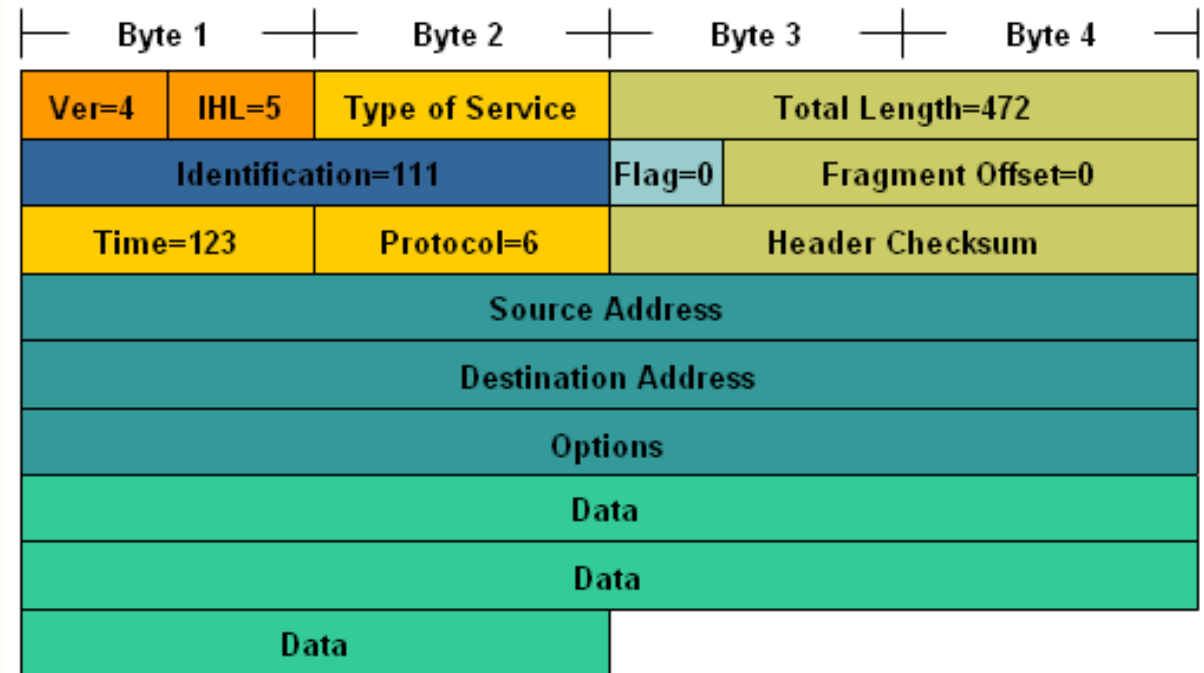 Byte 1 Byte 2 Byte 3 Byte 4
Ver=4 IHL=5 Type of Service Total Length=472
Identification=111 Flag=0 Fragment Offset=0
Time=123 Protocol=6 Header Checksum
Source Address
Destination Address
Options
Data
Data
Data